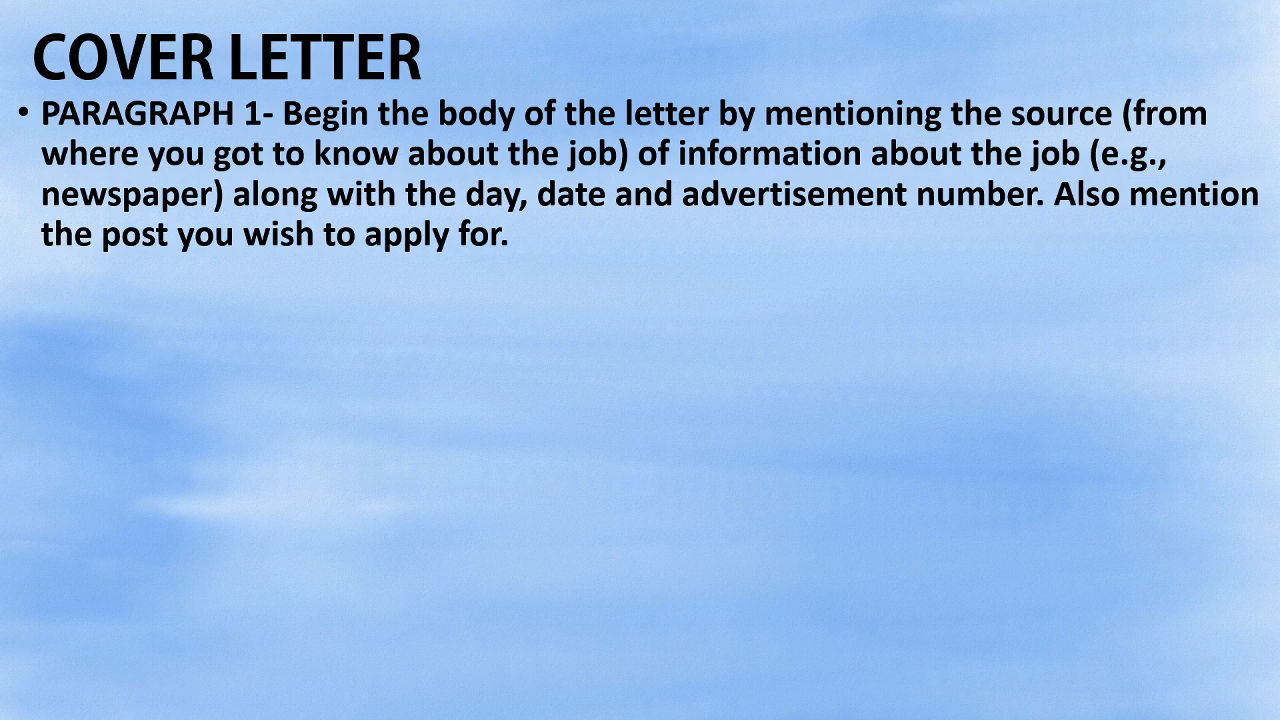 COVER LETTER
• PARAGRAPH 1- Begin the body of the letter by mentioning the source (from
where you got to know about the job) of information about the job (e.g.,
newspaper) along with the day, date and advertisement number. Also mention
the post you wish to apply for.